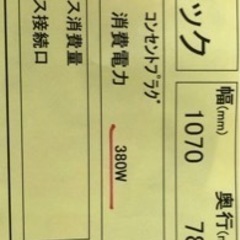 ック
幅(mm)
奥行(m
1070
78
コンセントプラグ
消費電力
380W
ス消費量
ス接続口